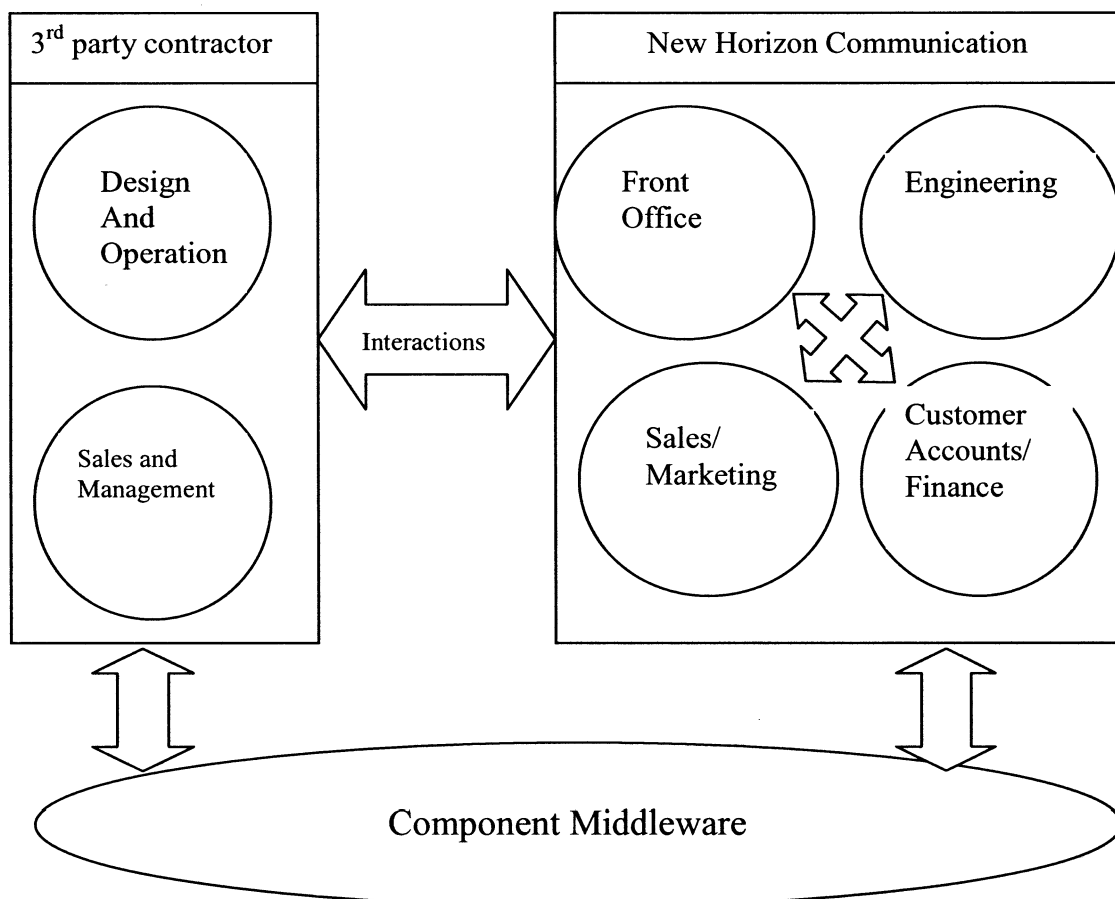 3rd party contractor
New Horizon Communication
Design
And
Operation
Front
Office
Engineering
Interactions
Sales and
Management
Sales/
Marketing
Customer
Accounts/
Finance
Component Middleware